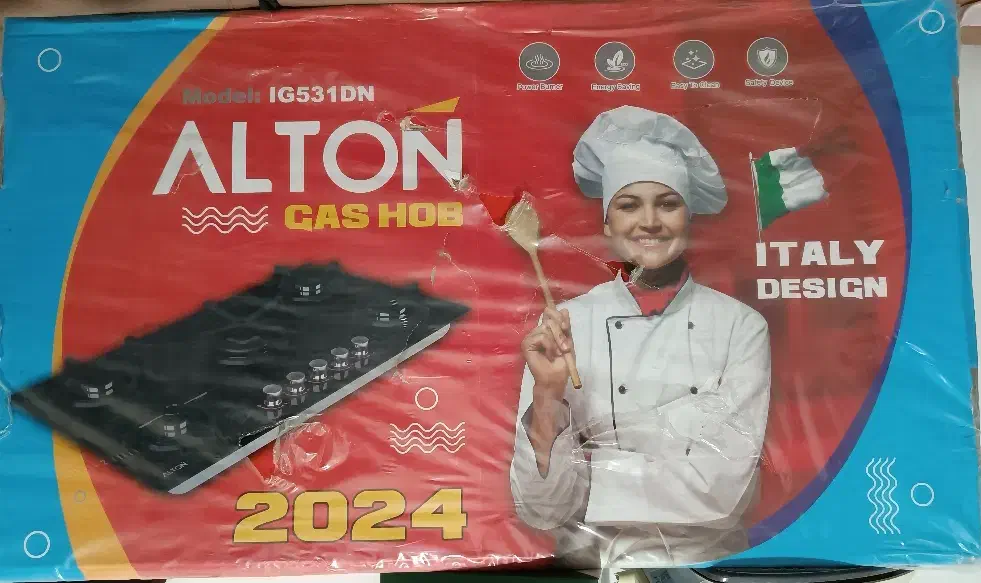 Power Burner
Energy Saving
Easy To Clean
Safety Device
Model: IG531DN
ALTON
GAS HOB
ITALY
DESIGN
ALTON
2024